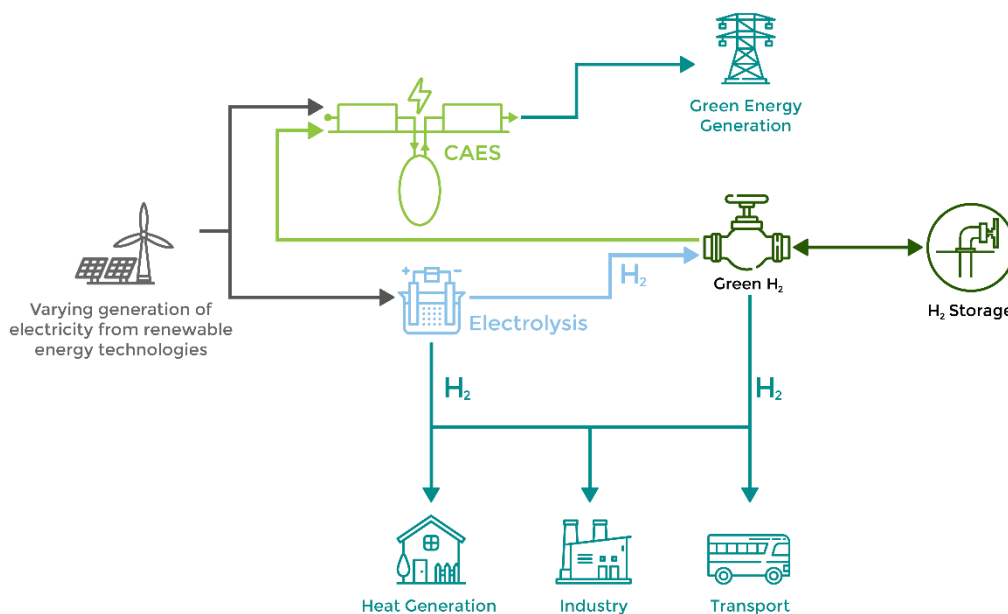 Green Energy
Generation
CAES
Varying generation of
electricity from renewable
energy technologies
+ −
Electrolysis
H₂
Green H₂
H₂ Storage
H₂
H₂
Heat Generation
Industry
Transport